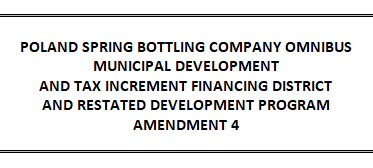 POLAND SPRING BOTTLING COMPANY OMNIBUS
MUNICIPAL DEVELOPMENT
AND TAX INCREMENT FINANCING DISTRICT
AND RESTATED DEVELOPMENT PROGRAM
AMENDMENT 4